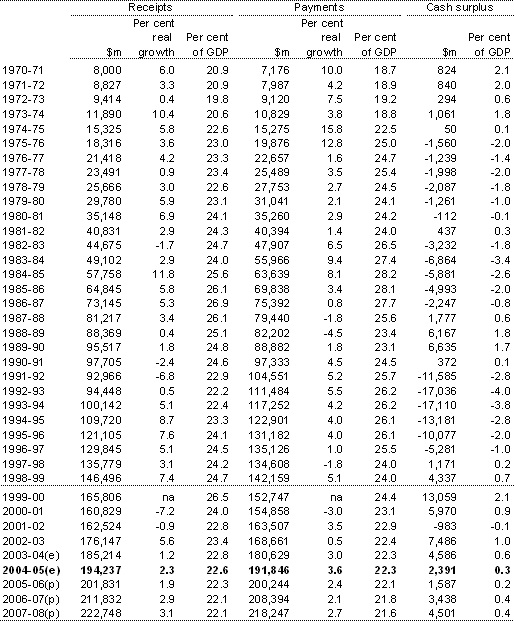 Receipts Payments Cash surplus
Per cent Per cent
real Per cent real Per cent Per cent
$m growth of GDP $m growth of GDP $m of GDP
1970-71 8,000 6.0 20.9 7,176 10.0 18.7 824 2.1
1971-72 8,827 3.3 20.9 7,987 4.2 18.9 840 2.0
1972-73 9,414 0.4 19.8 9,120 7.5 19.2 294 0.6
1973-74 11,890 10.4 20.6 10,829 3.8 18.8 1,061 1.8
1974-75 15,325 5.8 22.6 15,275 15.8 22.5 50 0.1
1975-76 18,316 3.6 23.0 19,876 12.8 25.0 -1,560 -2.0
1976-77 21,418 4.2 23.3 22,657 1.6 24.7 -1,239 -1.4
1977-78 23,491 0.9 23.4 25,489 3.5 25.4 -1,998 -2.0
1978-79 25,666 3.0 22.6 27,753 2.7 24.5 -2,087 -1.8
1979-80 29,780 5.9 23.1 31,041 2.1 24.1 -1,261 -1.0
1980-81 35,148 6.9 24.1 35,260 2.9 24.2 -112 -0.1
1981-82 40,831 2.9 24.3 40,394 1.4 24.0 437 0.3
1982-83 44,675 -1.7 24.7 47,907 6.5 26.5 -3,232 -1.8
1983-84 49,102 2.9 24.0 55,966 9.4 27.4 -6,864 -3.4
1984-85 57,758 11.8 25.6 63,639 8.1 28.2 -5,881 -2.6
1985-86 64,845 5.8 26.1 69,838 3.4 28.1 -4,993 -2.0
1986-87 73,145 5.3 26.9 75,392 0.8 27.7 -2,247 -0.8
1987-88 81,217 3.4 26.1 79,440 -1.8 25.6 1,777 0.6
1988-89 88,369 0.4 25.1 82,202 -4.5 23.4 6,167 1.8
1989-90 95,517 1.8 24.8 88,882 1.8 23.1 6,635 1.7
1990-91 97,705 -2.4 24.6 97,333 4.5 24.5 372 0.1
1991-92 92,966 -6.8 22.9 104,551 5.2 25.7 -11,585 -2.8
1992-93 94,448 0.5 22.2 111,484 5.5 26.2 -17,036 -4.0
1993-94 100,142 5.1 22.4 117,252 4.2 26.2 -17,110 -3.8
1994-95 109,720 8.7 23.3 122,901 4.0 26.1 -13,181 -2.8
1995-96 121,105 7.6 24.1 131,182 4.0 26.1 -10,077 -2.0
1996-97 129,845 5.1 24.5 135,126 1.0 25.5 -5,281 -1.0
1997-98 135,779 3.1 24.2 134,608 -1.8 24.0 1,171 0.2
1998-99 146,496 7.4 24.7 142,159 5.1 24.0 4,337 0.7
1999-00 165,806 na 26.5 152,747 na 24.4 13,059 2.1
2000-01 160,829 -7.2 24.0 154,858 -3.0 23.1 5,970 0.9
2001-02 162,524 -0.9 22.8 163,507 3.5 22.9 -983 -0.1
2002-03 176,147 5.6 23.4 168,661 0.5 22.4 7,486 1.0
2003-04(e) 185,214 1.2 22.8 180,629 3.0 22.3 4,586 0.6
2004-05(e) 194,237 2.3 22.6 191,846 3.6 22.3 2,391 0.3
2005-06(p) 201,831 1.9 22.3 200,244 2.4 22.1 1,587 0.2
2006-07(p) 211,832 2.9 22.1 208,394 2.1 21.8 3,438 0.4
2007-08(p) 222,748 3.1 22.1 218,247 2.7 21.6 4,501 0.4